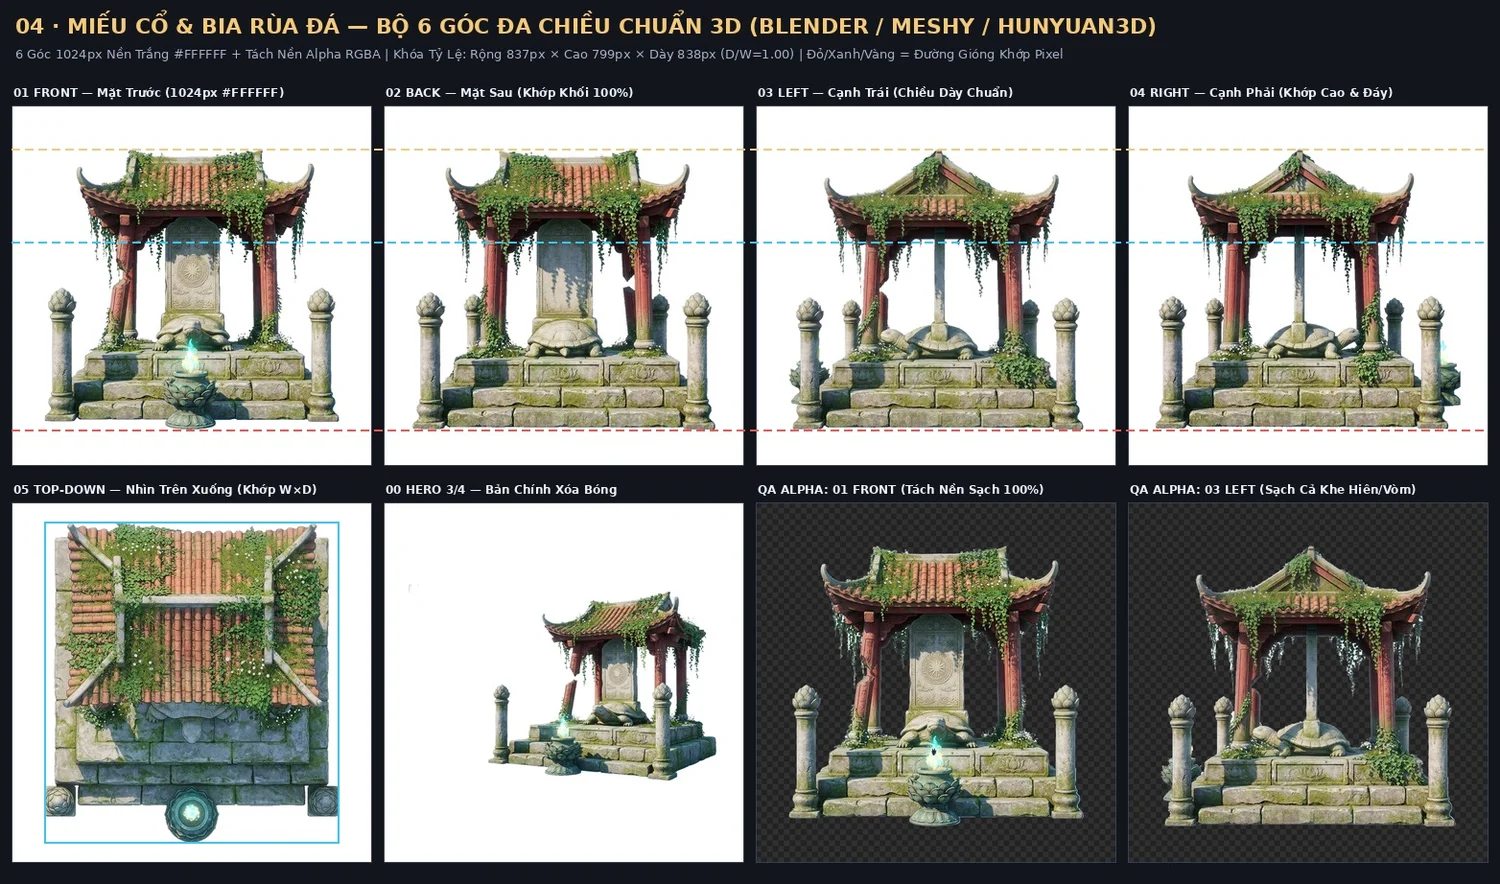 04 · MIẾU CỔ & BIA RÙA ĐÁ — BỘ 6 GÓC ĐA CHIỀU CHUẨN 3D (BLENDER / MESHY / HUNYUAN3D)
6 Góc 1024px Nền Trắng #FFFFFF + Tách Nền Alpha RGBA | Khóa Tỷ Lệ: Rộng 837px × Cao 799px × Dày 838px (D/W=1.00) | Đỏ/Xanh/Vàng = Đường Gióng Khớp Pixel
01 FRONT — Mặt Trước (1024px #FFFFFF)
02 BACK — Mặt Sau (Khớp Khối 100%)
03 LEFT — Cạnh Trái (Chiều Dày Chuẩn)
04 RIGHT — Cạnh Phải (Khớp Cao & Đáy)
05 TOP-DOWN — Nhìn Trên Xuống (Khớp W×D)
00 HERO 3/4 — Bản Chính Xóa Bóng
QA ALPHA: 01 FRONT (Tách Nền Sạch 100%)
QA ALPHA: 03 LEFT (Sạch Cả Khe Hiên/Vòm)